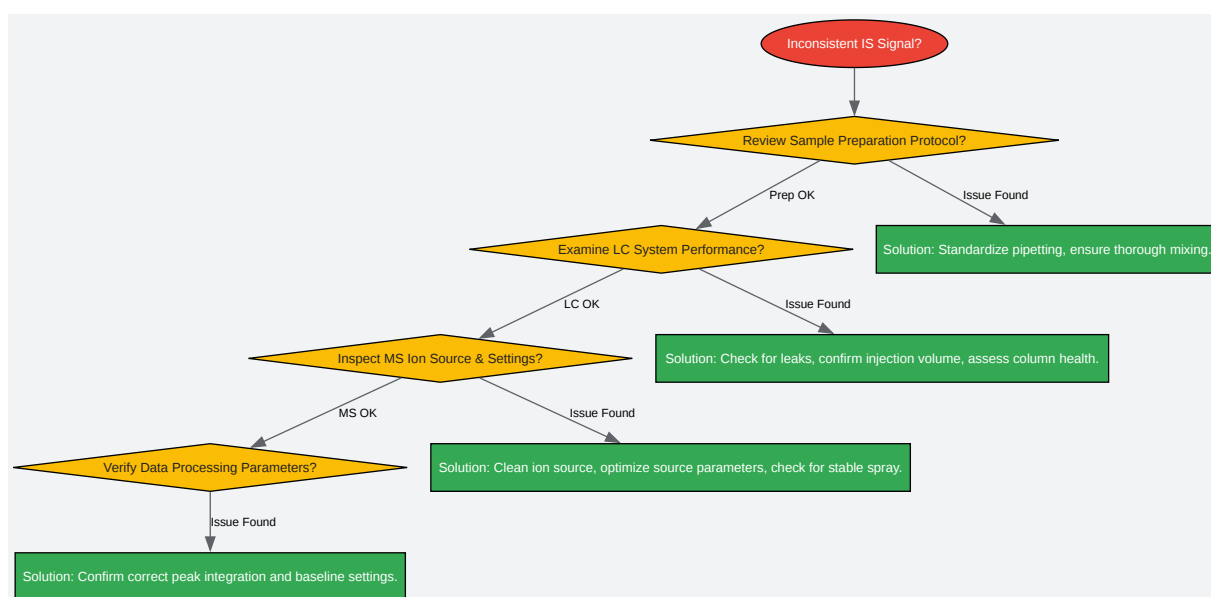 Inconsistent IS Signal?
Review Sample Preparation Protocol?
Prep OK
Issue Found
Examine LC System Performance?
Solution: Standardize pipetting, ensure thorough mixing.
LC OK
Issue Found
Inspect MS Ion Source & Settings?
Solution: Check for leaks, confirm injection volume, assess column health.
MS OK
Issue Found
Verify Data Processing Parameters?
Solution: Clean ion source, optimize source parameters, check for stable spray.
Issue Found
Solution: Confirm correct peak integration and baseline settings.